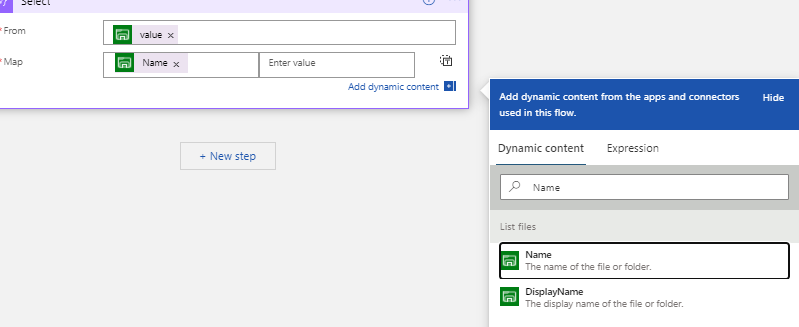 Select
*From
value ×
*Map
Name ×
Enter value
Add dynamic content
+ New step
Add dynamic content from the apps and connectors
used in this flow.
Hide
Dynamic content
Expression
Name
List files
Name
The name of the file or folder.
DisplayName
The display name of the file or folder.